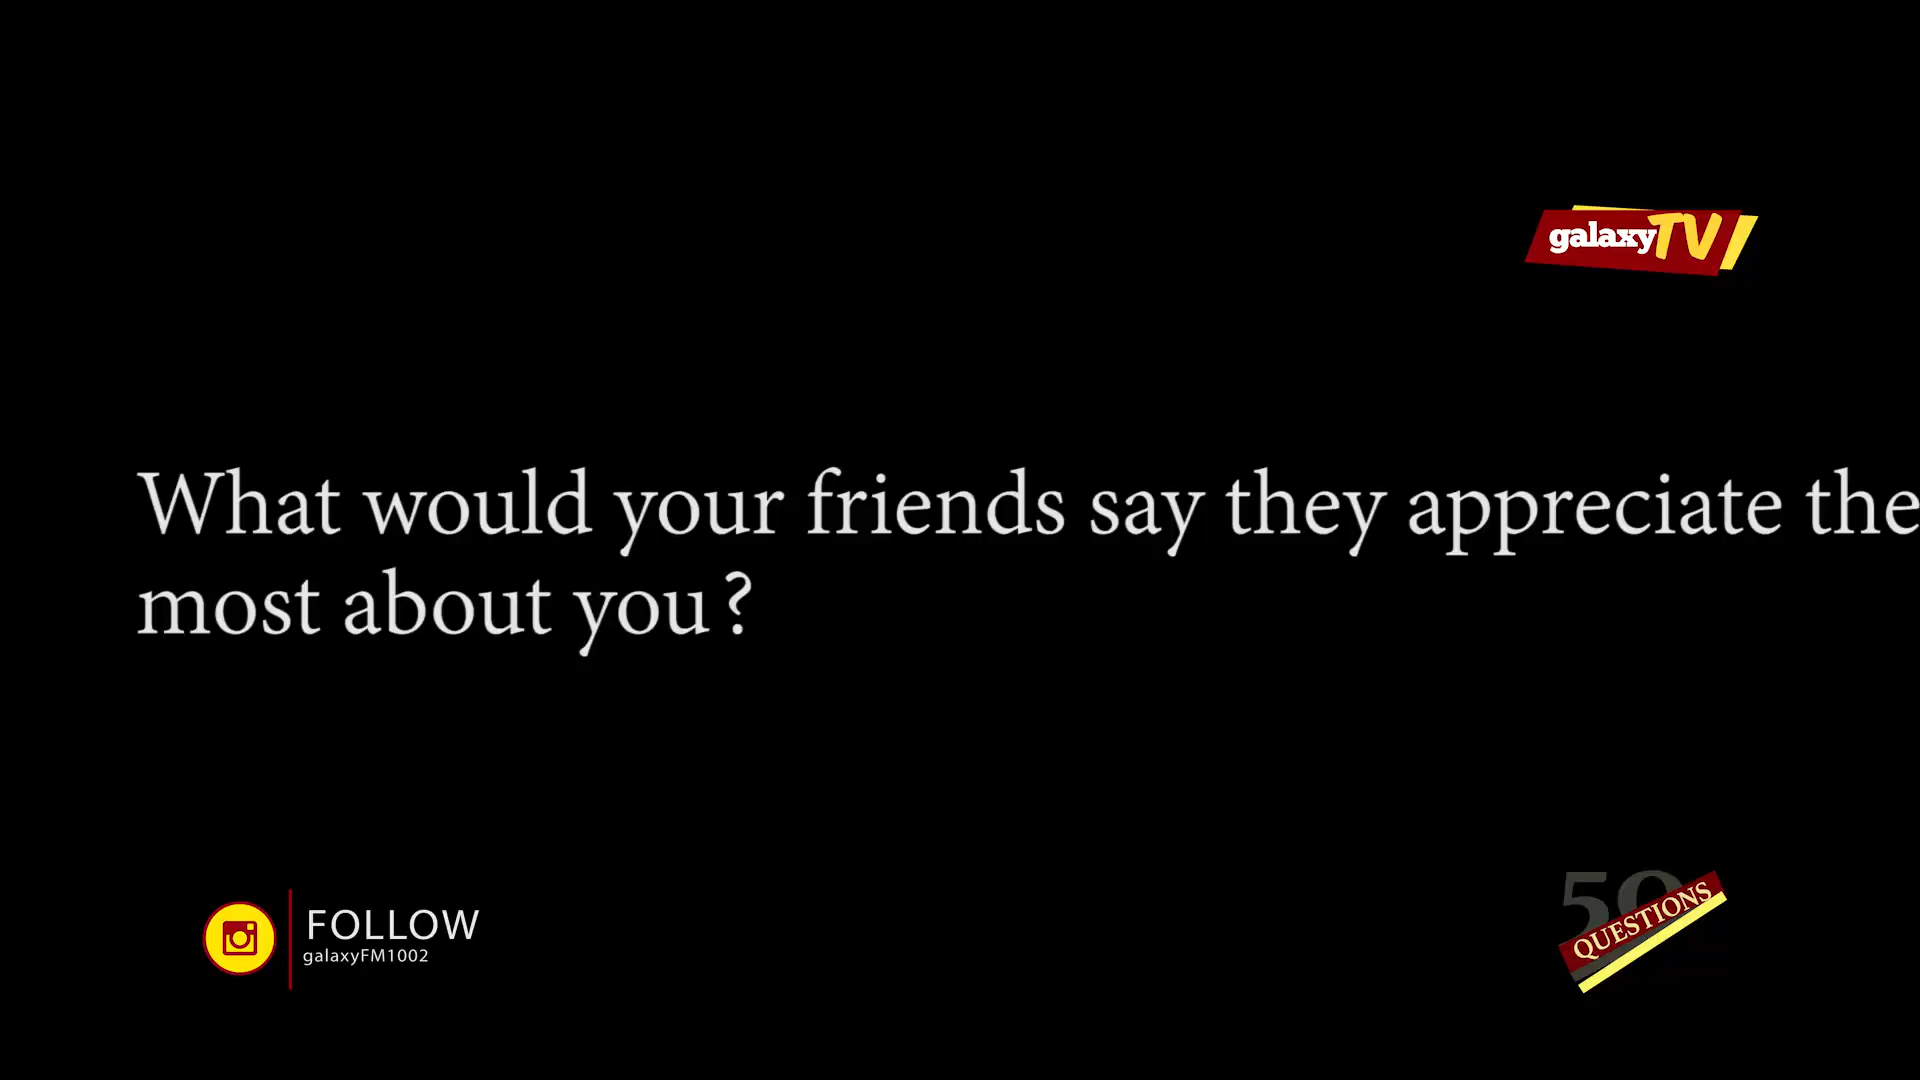 galaxyTV
What would your friends say they appreciate the
most about you?
FOLLOW
galaxyFM1002
50
QUESTIONS